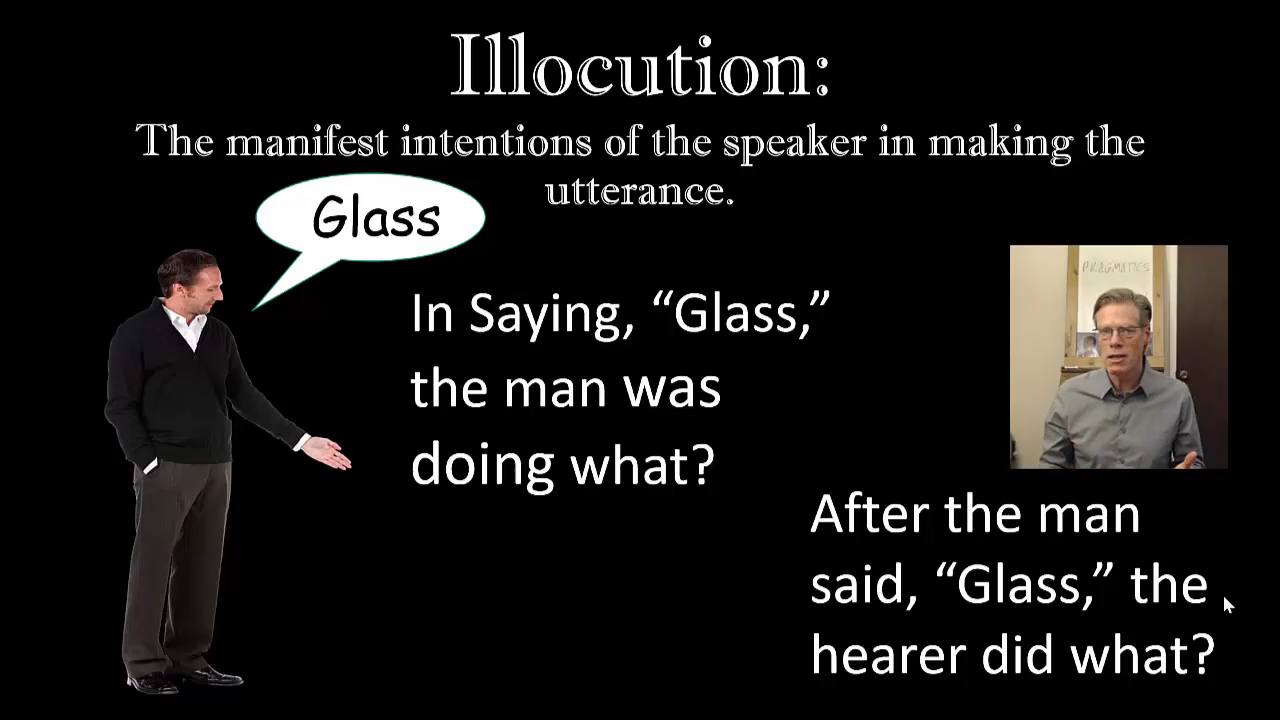 Illocution:
The manifest intentions of the speaker in making the
utterance.
Glass
In Saying, “Glass,”
the man was
doing what?
PRAGMATICS
After the man
said, “Glass,” the
hearer did what?